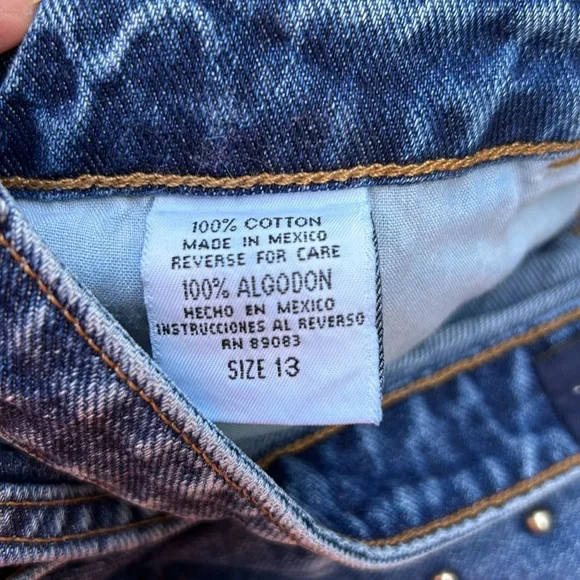 100% COTTON
MADE IN MEXICO
REVERSE FOR CARE
100% ALGODON
HECHO EN MEXICO
INSTRUCCIONES AL REVERSO
RN 89083
SIZE 13